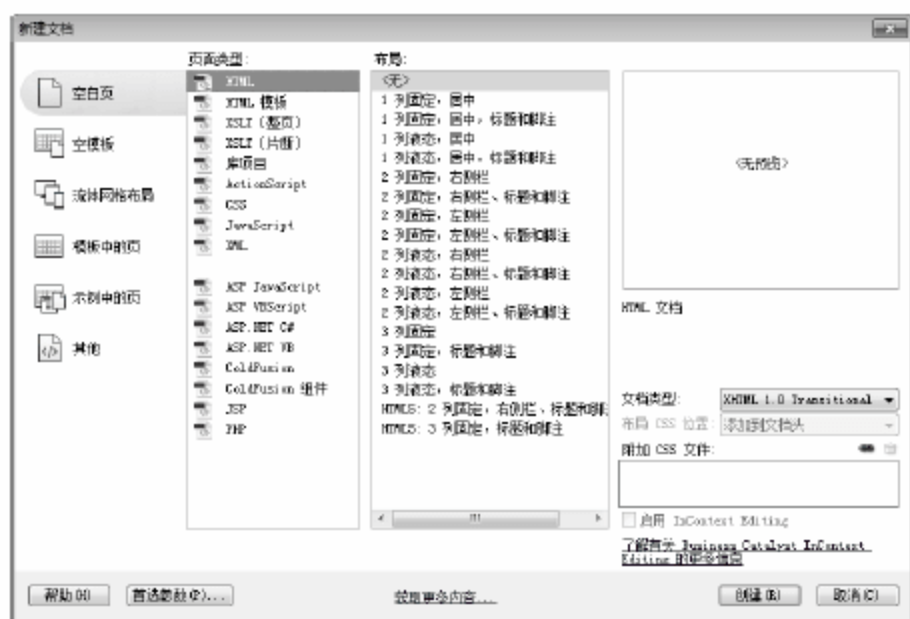 新建文档
空白页
空模板
流体网格布局
模板中的页
示例中的页
其他
页面类型:
HTML
HTML 模板
XSLT (整页)
XSLT (片断)
库项目
ActionScript
CSS
JavaScript
XML
ASP JavaScript
ASP VBScript
ASP.NET C#
ASP.NET VB
ColdFusion
ColdFusion 组件
JSP
PHP
布局:
<无>
1 列固定,居中
1 列固定,居中,标题和脚注
1 列液态,居中
1 列液态,居中,标题和脚注
2 列固定,右侧栏
2 列固定,右侧栏、标题和脚注
2 列固定,左侧栏
2 列固定,左侧栏、标题和脚注
2 列液态,右侧栏
2 列液态,右侧栏、标题和脚注
2 列液态,左侧栏
2 列液态,左侧栏、标题和脚注
3 列固定
3 列固定,标题和脚注
3 列液态
3 列液态,标题和脚注
HTML5: 2 列固定,右侧栏、标题和脚
HTML5: 3 列固定,标题和脚注
<无预览>
HTML 文档
文档类型: XHTML 1.0 Transitional
布局 CSS 位置: 添加到文档头
附加 CSS 文件:
启用 InContext Editing
了解有关 Business Catalyst InContext
Editing 的更多信息
帮助(H)
首选参数(P)...
获取更多内容...
创建(R)
取消(C)